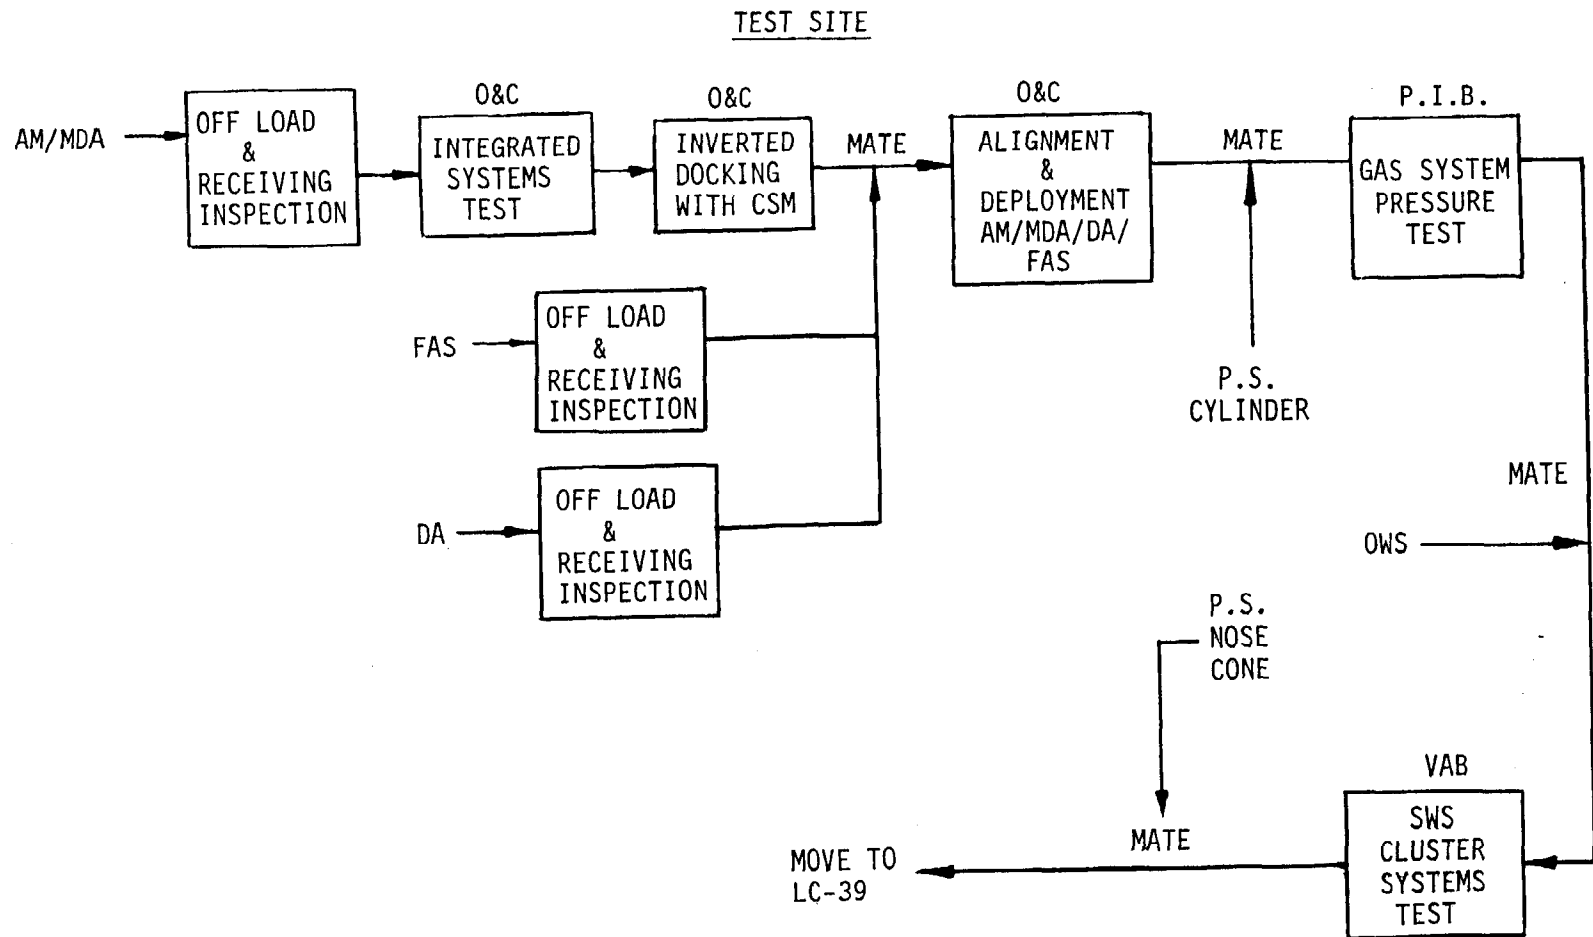 TEST SITE
AM/MDA
OFF LOAD
&
RECEIVING
INSPECTION
O&C
INTEGRATED
SYSTEMS
TEST
O&C
INVERTED
DOCKING
WITH CSM
MATE
O&C
ALIGNMENT
&
DEPLOYMENT
AM/MDA/DA/
FAS
MATE
P.I.B.
GAS SYSTEM
PRESSURE
TEST
FAS
OFF LOAD
&
RECEIVING
INSPECTION
P.S.
CYLINDER
DA
OFF LOAD
&
RECEIVING
INSPECTION
MATE
OWS
P.S.
NOSE
CONE
VAB
SWS
CLUSTER
SYSTEMS
TEST
MATE
MOVE TO
LC-39